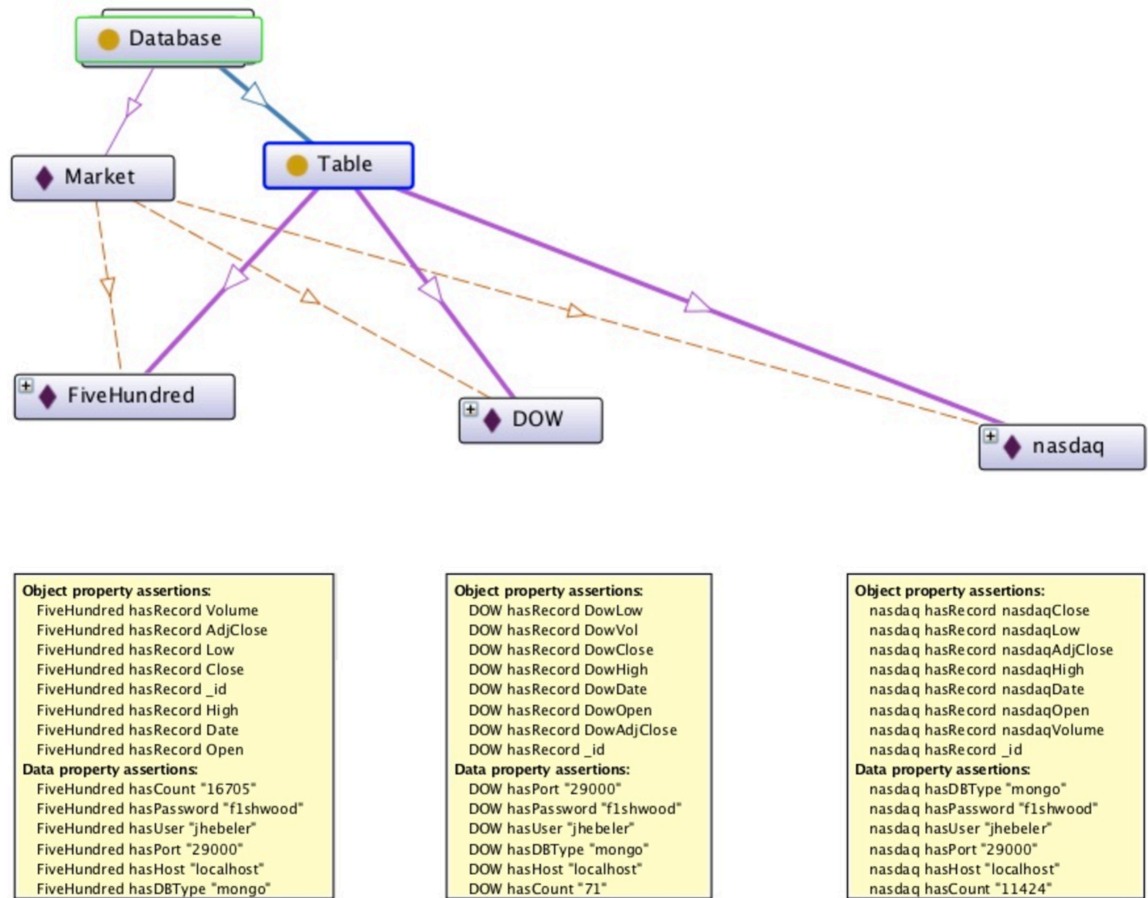 Database
Market
Table
FiveHundred
DOW
nasdaq
Object property assertions:
FiveHundred hasRecord Volume
FiveHundred hasRecord AdjClose
FiveHundred hasRecord Low
FiveHundred hasRecord Close
FiveHundred hasRecord _id
FiveHundred hasRecord High
FiveHundred hasRecord Date
FiveHundred hasRecord Open
Data property assertions:
FiveHundred hasCount "16705"
FiveHundred hasPassword "f1shwood"
FiveHundred hasUser "jhebeler"
FiveHundred hasPort "29000"
FiveHundred hasHost "localhost"
FiveHundred hasDBType "mongo"
Object property assertions:
DOW hasRecord DowLow
DOW hasRecord DowVol
DOW hasRecord DowClose
DOW hasRecord DowHigh
DOW hasRecord DowDate
DOW hasRecord DowOpen
DOW hasRecord DowAdjClose
DOW hasRecord _id
Data property assertions:
DOW hasPort "29000"
DOW hasPassword "f1shwood"
DOW hasUser "jhebeler"
DOW hasDBType "mongo"
DOW hasHost "localhost"
DOW hasCount "71"
Object property assertions:
nasdaq hasRecord nasdaqClose
nasdaq hasRecord nasdaqLow
nasdaq hasRecord nasdaqAdjClose
nasdaq hasRecord nasdaqHigh
nasdaq hasRecord nasdaqDate
nasdaq hasRecord nasdaqOpen
nasdaq hasRecord nasdaqVolume
nasdaq hasRecord _id
Data property assertions:
nasdaq hasDBType "mongo"
nasdaq hasPassword "f1shwood"
nasdaq hasUser "jhebeler"
nasdaq hasPort "29000"
nasdaq hasHost "localhost"
nasdaq hasCount "11424"